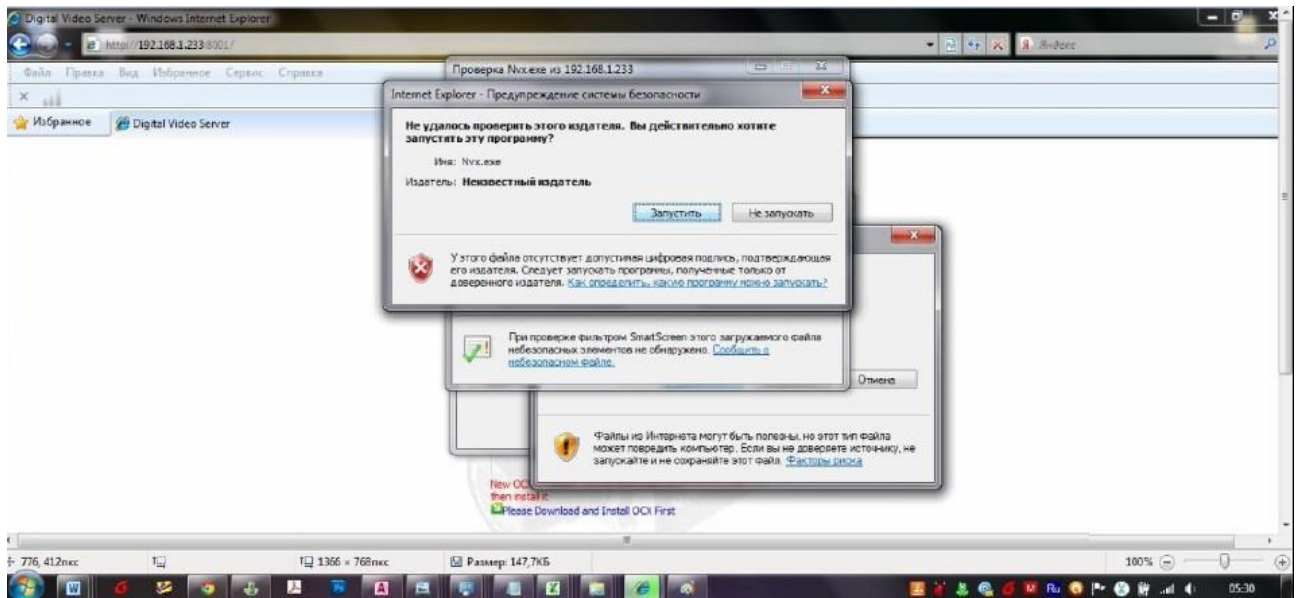 Digital Video Server - Windows Internet Explorer
http://192.168.1.233:8001/
Яндекс
Файл Правка Вид Избранное Сервис Справка
Проверка Nvx.exe из 192.168.1.233
Internet Explorer - Предупреждение системы безопасности
Избранное
Digital Video Server
Не удалось проверить этого издателя. Вы действительно хотите
запустить эту программу?
Имя: Nvx.exe
Издатель: Неизвестный издатель
Запустить
Не запускать
У этого файла отсутствует допустимая цифровая подпись, подтверждающая
его издателя. Следует запускать программы, полученные только от
доверенного издателя. Как определить, какую программу можно запускать?
При проверке фильтром SmartScreen этого загружаемого файла
небезопасных элементов не обнаружено. Сообщить о
небезопасном файле.
Отмена
Файлы из Интернета могут быть полезны, но этот тип файла
может повредить компьютер. Если вы не доверяете источнику, не
запускайте и не сохраняйте этот файл. Факторы риска
New OC
then install it
Please Download and Install OCX First
776, 412пкс
1366 × 768пкс
Размер: 147,7КБ
100%
Ru
05:30